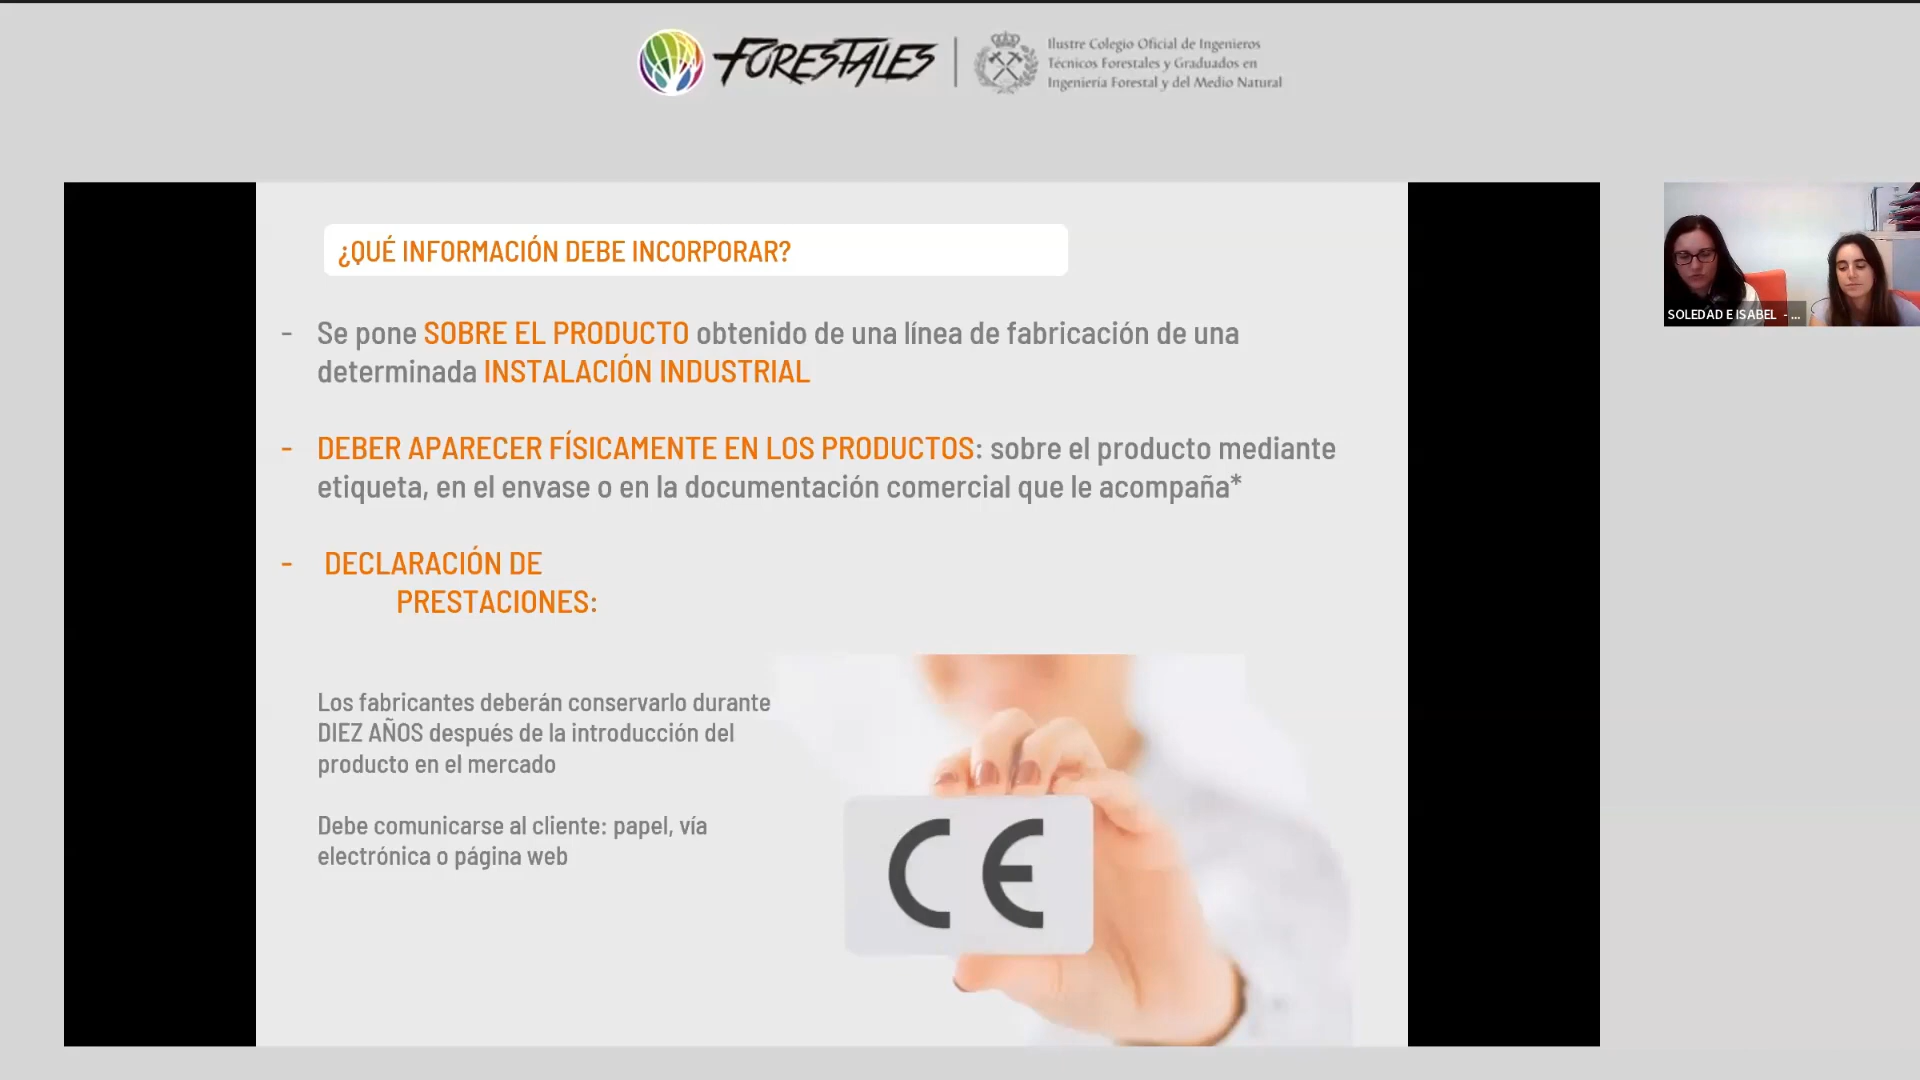 FORESTALES
Ilustre Colegio Oficial de Ingenieros
Técnicos Forestales y Graduados en
Ingeniería Forestal y del Medio Natural
¿QUÉ INFORMACIÓN DEBE INCORPORAR?
- Se pone SOBRE EL PRODUCTO obtenido de una línea de fabricación de una
determinada INSTALACIÓN INDUSTRIAL
- DEBER APARECER FÍSICAMENTE EN LOS PRODUCTOS: sobre el producto mediante
etiqueta, en el envase o en la documentación comercial que le acompaña*
- DECLARACIÓN DE
PRESTACIONES:
Los fabricantes deberán conservarlo durante
DIEZ AÑOS después de la introducción del
producto en el mercado
Debe comunicarse al cliente: papel, vía
electrónica o página web
CE
SOLEDAD E ISABEL - ...